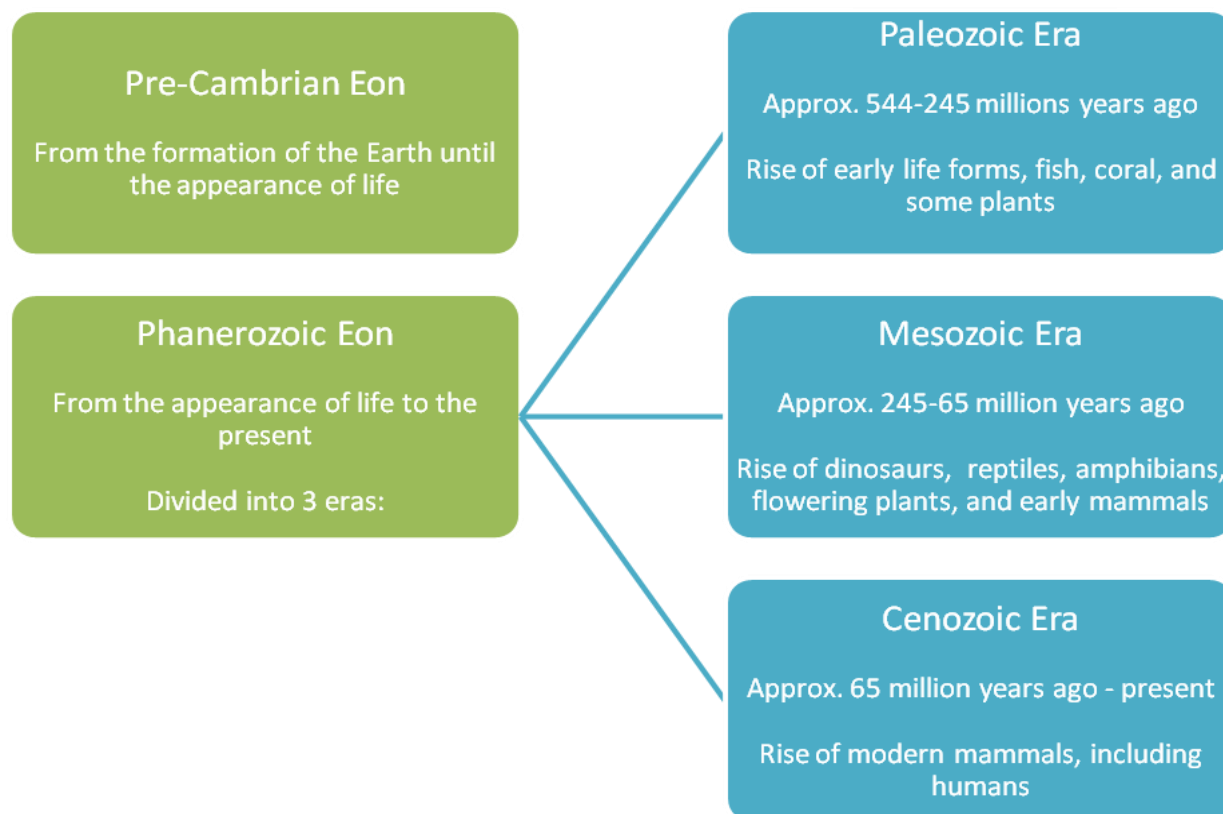 Pre-Cambrian Eon
From the formation of the Earth until
the appearance of life
Phanerozoic Eon
From the appearance of life to the
present
Divided into 3 eras:
Paleozoic Era
Approx. 544-245 millions years ago
Rise of early life forms, fish, coral, and
some plants
Mesozoic Era
Approx. 245-65 million years ago
Rise of dinosaurs,  reptiles, amphibians,
flowering plants, and early mammals
Cenozoic Era
Approx. 65 million years ago - present
Rise of modern mammals, including
humans